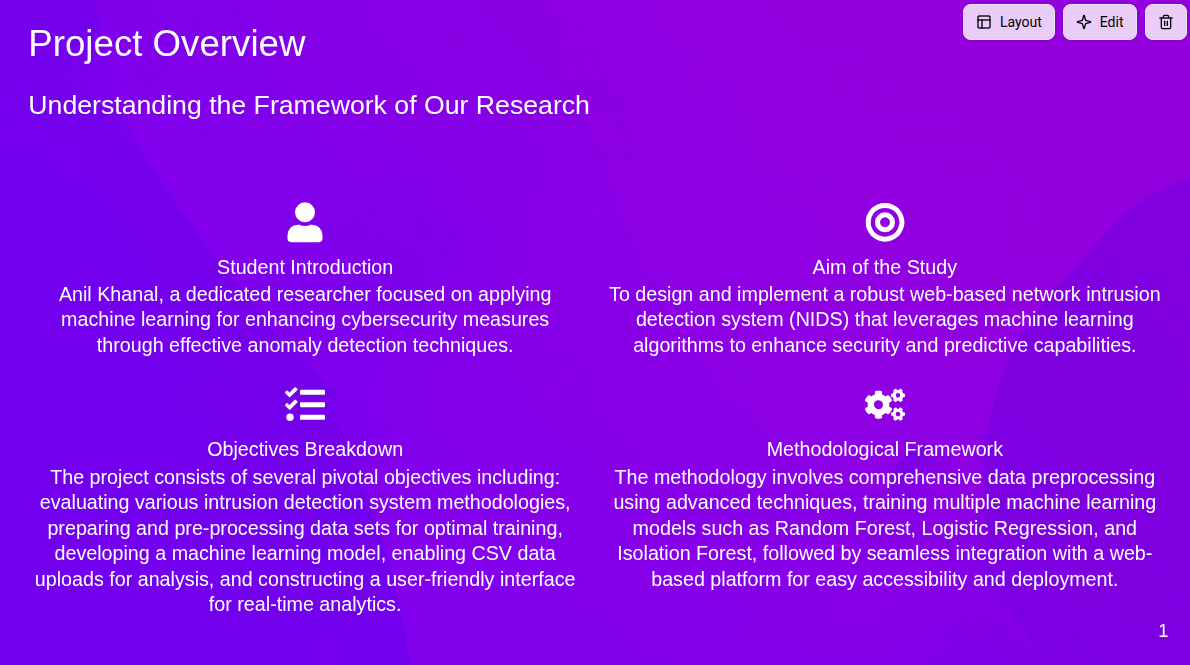 Project Overview
Layout
Edit
Understanding the Framework of Our Research
Student Introduction
Anil Khanal, a dedicated researcher focused on applying
machine learning for enhancing cybersecurity measures
through effective anomaly detection techniques.
Aim of the Study
To design and implement a robust web-based network intrusion
detection system (NIDS) that leverages machine learning
algorithms to enhance security and predictive capabilities.
Objectives Breakdown
The project consists of several pivotal objectives including:
evaluating various intrusion detection system methodologies,
preparing and pre-processing data sets for optimal training,
developing a machine learning model, enabling CSV data
uploads for analysis, and constructing a user-friendly interface
for real-time analytics.
Methodological Framework
The methodology involves comprehensive data preprocessing
using advanced techniques, training multiple machine learning
models such as Random Forest, Logistic Regression, and
Isolation Forest, followed by seamless integration with a web-
based platform for easy accessibility and deployment.
1